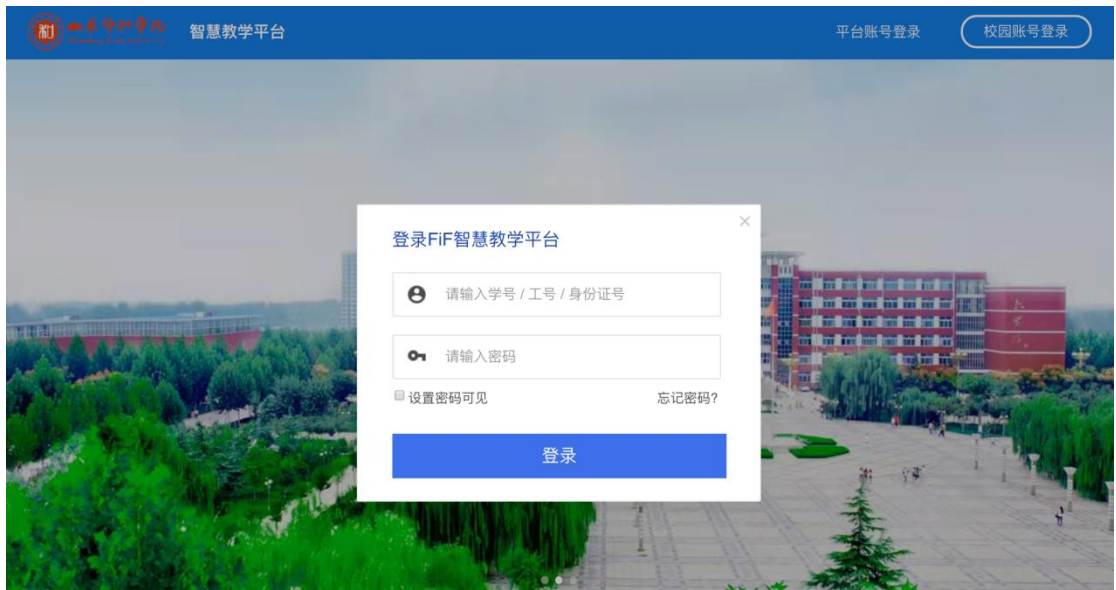 智慧教学平台
平台账号登录
校园账号登录
登录FiF智慧教学平台
请输入学号 / 工号 / 身份证号
请输入密码
设置密码可见
忘记密码?
登录